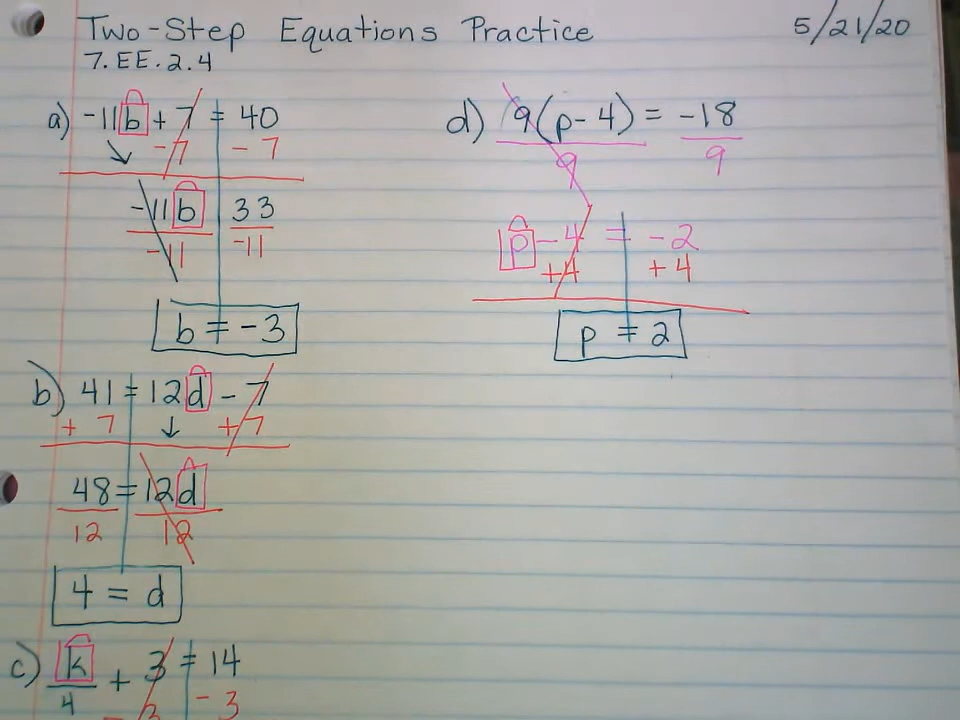 Two-Step Equations Practice 5/21/20
7.EE.2.4
a) -11b + 7 = 40
-7 -7
-11b 33
-11 -11
b = -3
b) 41 = 12d - 7
+ 7 + 7
48 = 12d
12 12
4 = d
c) k + 3 = 14
4 - 3 - 3
d) 9(p-4) = -18
9 9
p - 4 = -2
+4 +4
p = 2